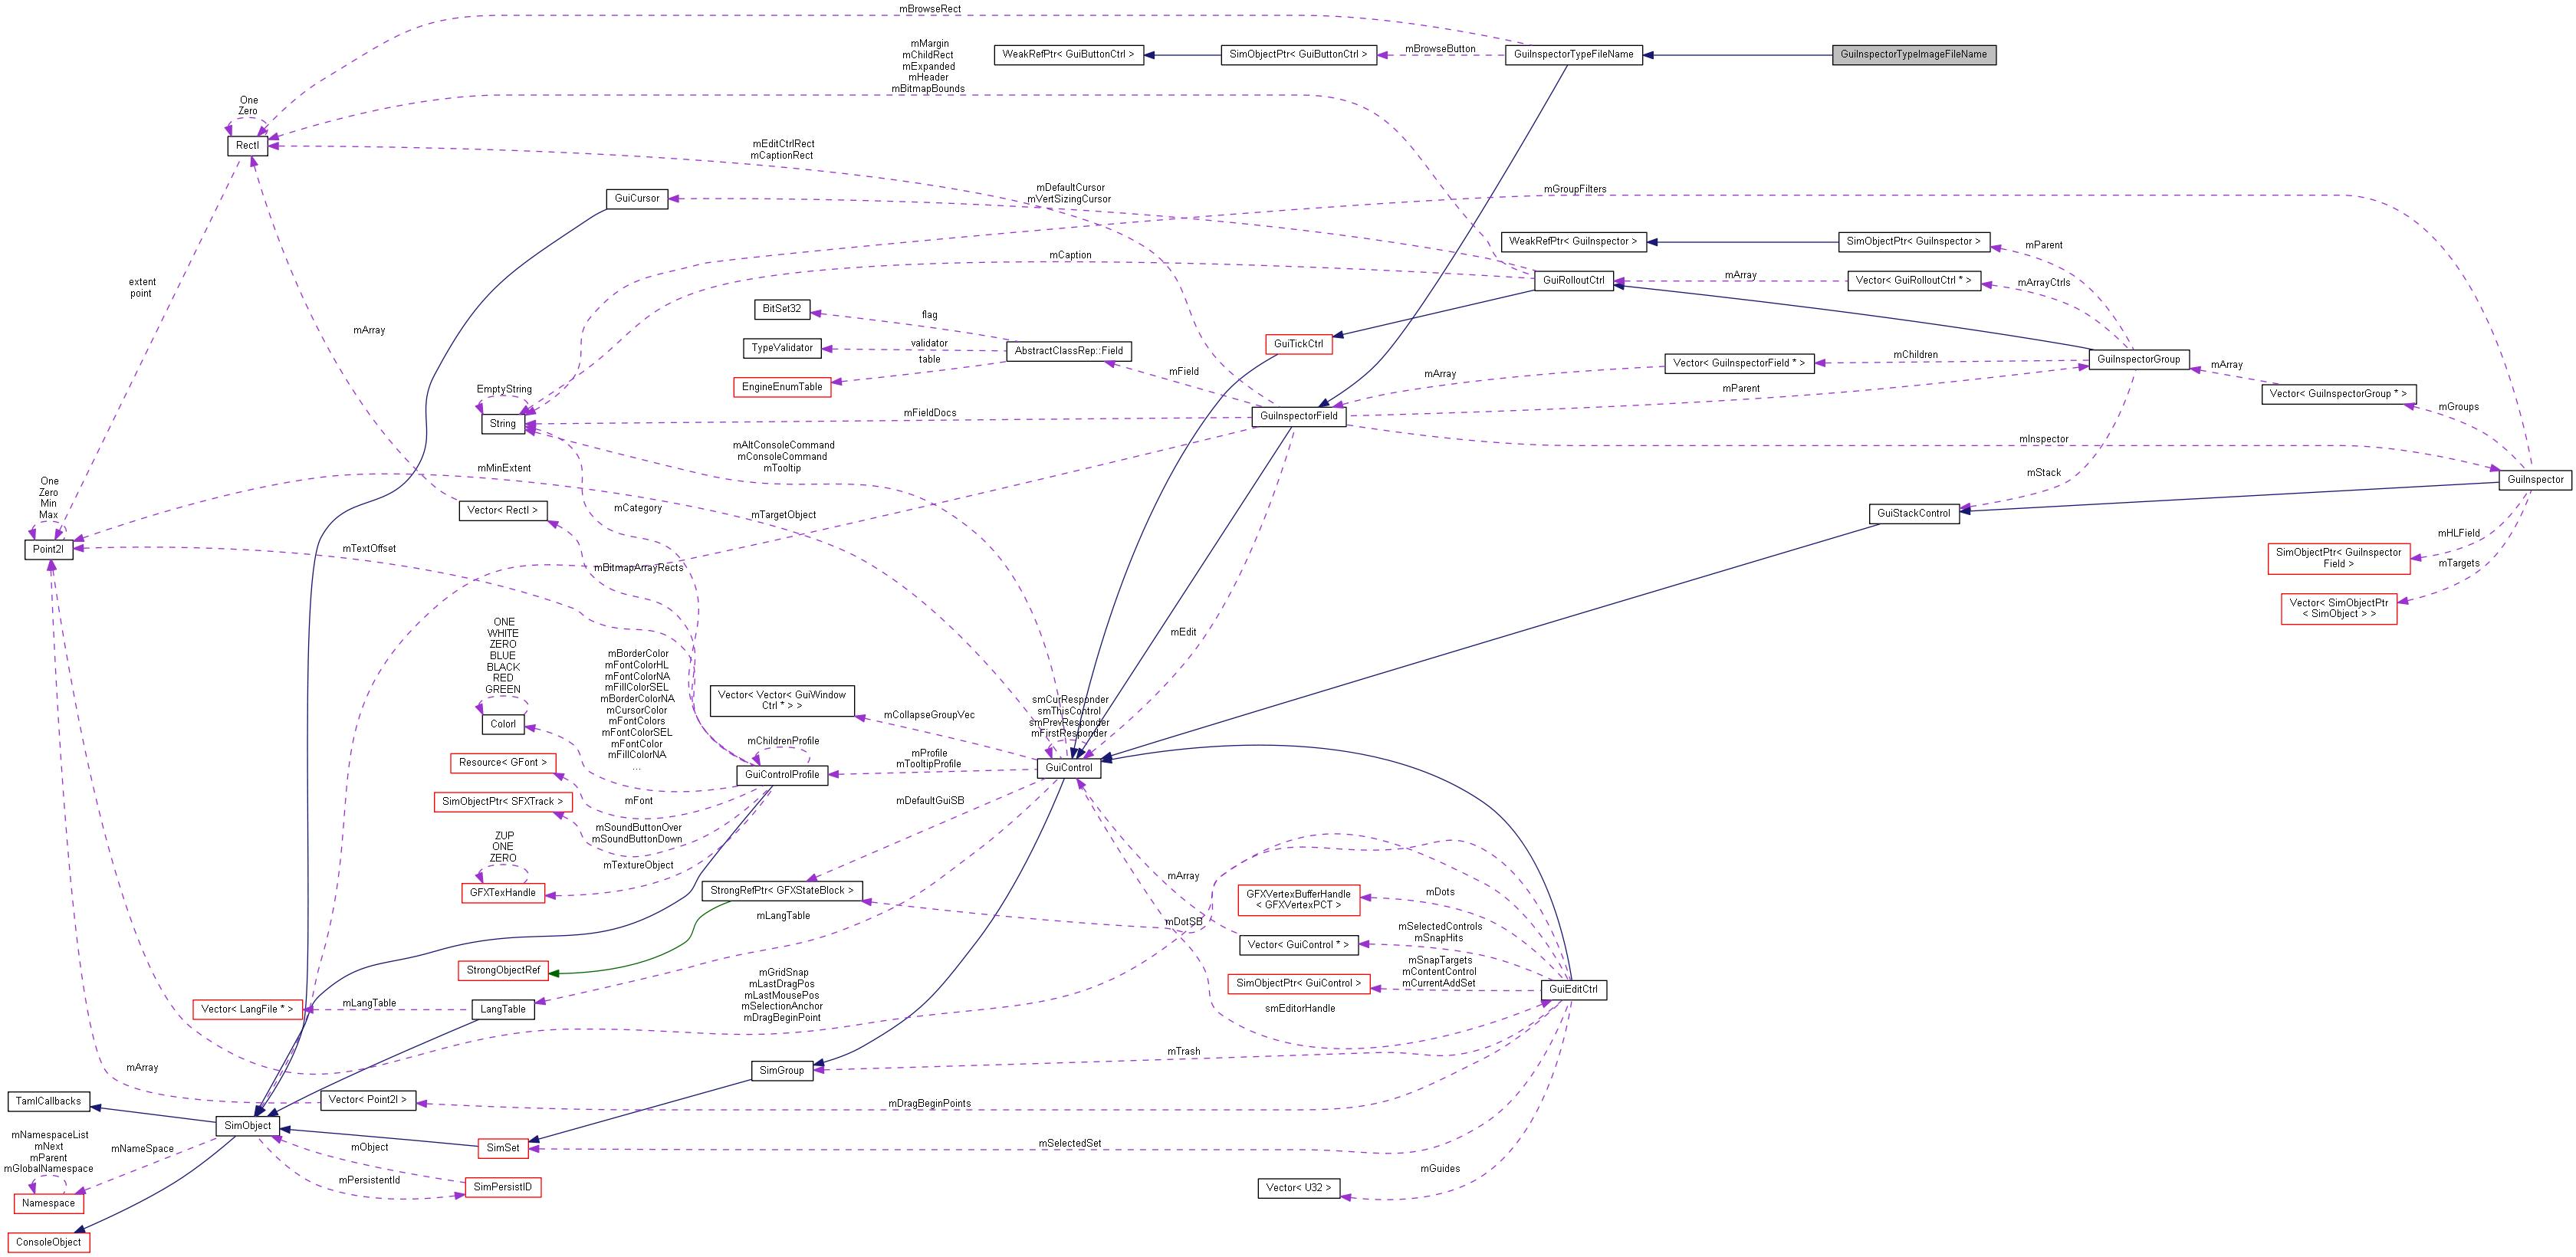 mBrowseRect
mMargin
mChildRect
mExpanded
mHeader
mBitmapBounds
WeakRefPtr< GuiButtonCtrl >
SimObjectPtr< GuiButtonCtrl >
mBrowseButton
GuiInspectorTypeFileName
GuiInspectorTypeImageFileName
One
Zero
RectI
mEditCtrlRect
mCaptionRect
GuiCursor
mDefaultCursor
mVertSizingCursor
mGroupFilters
WeakRefPtr< GuiInspector >
SimObjectPtr< GuiInspector >
mParent
mCaption
extent
point
GuiRolloutCtrl
mArray
Vector< GuiRolloutCtrl * >
mArrayCtrls
BitSet32
flag
mArray
TypeValidator
validator
AbstractClassRep::Field
GuiTickCtrl
table
EngineEnumTable
mField
mArray
Vector< GuiInspectorField * >
mChildren
GuiInspectorGroup
mArray
Vector< GuiInspectorGroup * >
mParent
mGroups
EmptyString
String
mFieldDocs
GuiInspectorField
mInspector
mAltConsoleCommand
mConsoleCommand
mTooltip
mMinExtent
mStack
GuiInspector
One
Zero
Min
Max
Point2I
Vector< RectI >
mCategory
mTargetObject
GuiStackControl
mTextOffset
mBitmapArrayRects
mHLField
SimObjectPtr< GuiInspector
Field >
mTargets
Vector< SimObjectPtr
< SimObject > >
ONE
WHITE
ZERO
BLUE
BLACK
RED
GREEN
ColorI
mBorderColor
mFontColorHL
mFontColorNA
mFillColorSEL
mBorderColorNA
mCursorColor
mFontColors
mFontColorSEL
mFontColor
mFillColorNA
...
mEdit
Vector< Vector< GuiWindow
Ctrl * > >
mCollapseGroupVec
smCurResponder
smThisControl
smPrevResponder
mFirstResponder
mChildrenProfile
Resource< GFont >
GuiControlProfile
mProfile
mTooltipProfile
GuiControl
SimObjectPtr< SFXTrack >
mFont
mDefaultGuiSB
mSoundButtonOver
mSoundButtonDown
ZUP
ONE
ZERO
GFXTexHandle
mTextureObject
StrongRefPtr< GFXStateBlock >
mArray
GFXVertexBufferHandle
< GFXVertexPCT >
mDots
mLangTable
mDotSB
Vector< GuiControl * >
mSelectedControls
mSnapHits
StrongObjectRef
mGridSnap
mLastDragPos
mLastMousePos
mSelectionAnchor
mDragBeginPoint
SimObjectPtr< GuiControl >
mSnapTargets
mContentControl
mCurrentAddSet
GuiEditCtrl
Vector< LangFile * >
mLangTable
LangTable
smEditorHandle
mTrash
SimGroup
mArray
TamlCallbacks
Vector< Point2I >
mDragBeginPoints
SimObject
mNamespaceList
mNext
mParent
mGlobalNamespace
Namespace
mNameSpace
mObject
SimSet
mSelectedSet
mPersistentId
SimPersistID
mGuides
Vector< U32 >
ConsoleObject